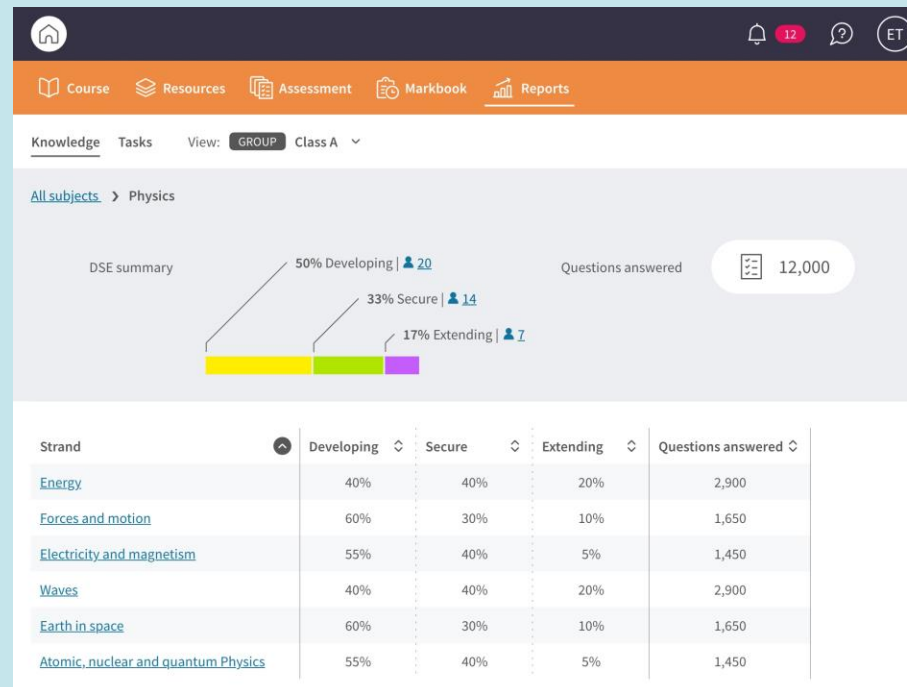 12
ET
Course Resources Assessment Markbook Reports
Knowledge Tasks View: GROUP Class A
All subjects Physics
DSE summary
50% Developing | 20
33% Secure | 14
17% Extending | 7
Questions answered
12,000
Strand Developing Secure Extending Questions answered
Energy 40% 40% 20% 2,900
Forces and motion 60% 30% 10% 1,650
Electricity and magnetism 55% 40% 5% 1,450
Waves 40% 40% 20% 2,900
Earth in space 60% 30% 10% 1,650
Atomic, nuclear and quantum Physics 55% 40% 5% 1,450